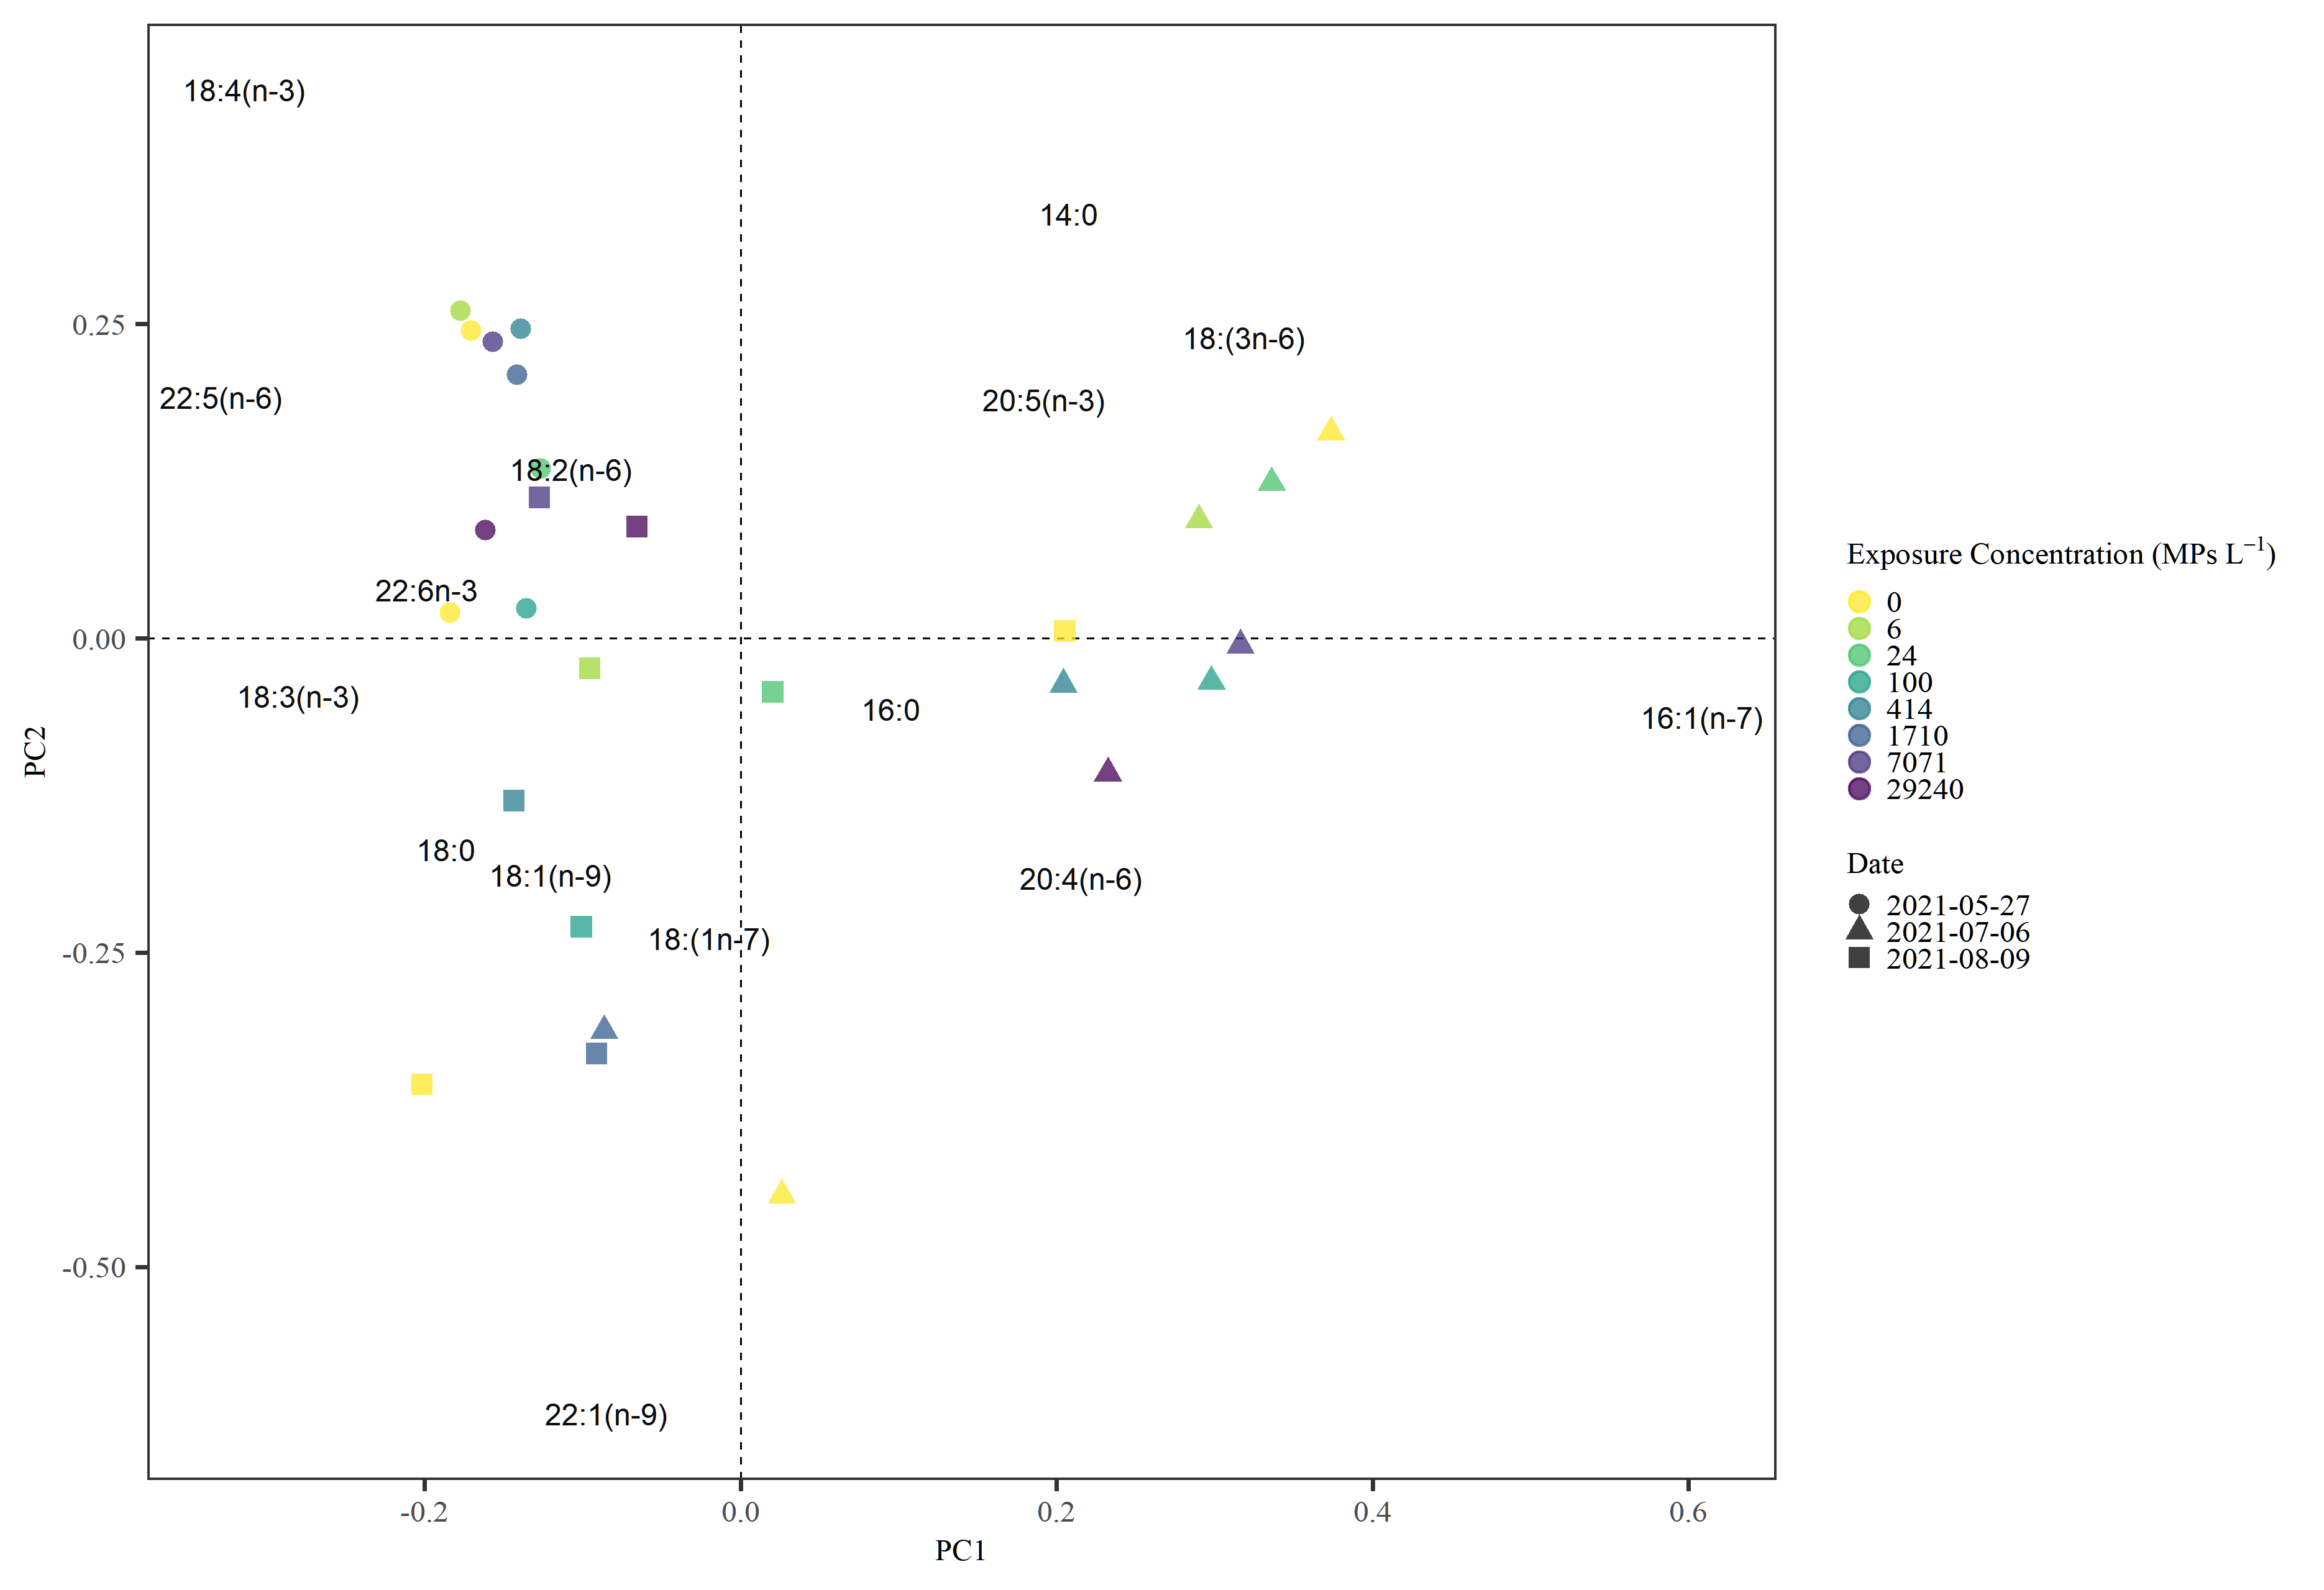 18:4(n-3)
14:0
0.25
18:(3n-6)
22:5(n-6)
20:5(n-3)
18:2(n-6)
22:6n-3
0.00
18:3(n-3)
16:0
16:1(n-7)
PC2
18:0
18:1(n-9)
20:4(n-6)
18:(1n-7)
-0.25
-0.50
22:1(n-9)
-0.2
0.0
0.2
0.4
0.6
PC1
Exposure Concentration (MPs L⁻¹)
0
6
24
100
414
1710
7071
29240
Date
2021-05-27
2021-07-06
2021-08-09